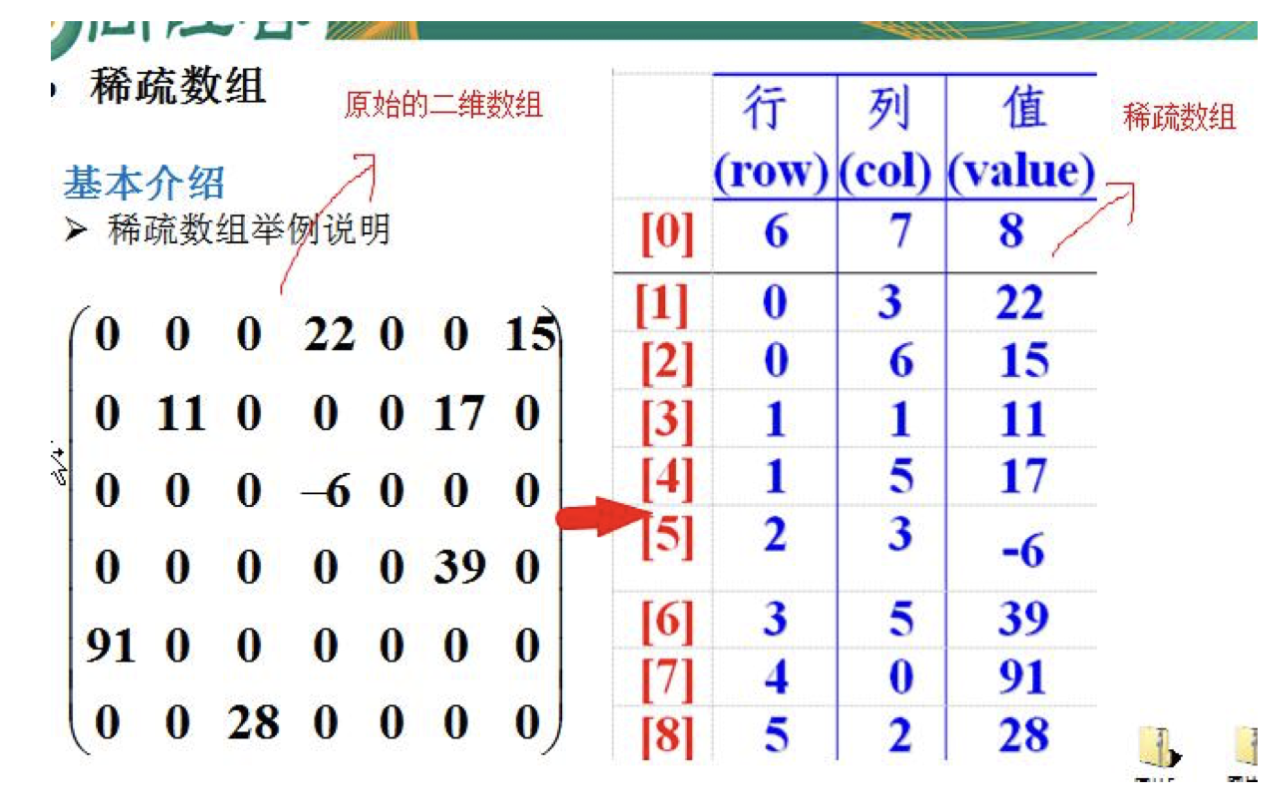 稀疏数组
原始的二维数组
基本介绍
➢ 稀疏数组举例说明
0 0 0 22 0 0 15
0 11 0 0 0 17 0
0 0 0 –6 0 0 0
0 0 0 0 0 39 0
91 0 0 0 0 0 0
0 0 28 0 0 0 0
行 列 值
(row) (col) (value)
[0] 6 7 8
[1] 0 3 22
[2] 0 6 15
[3] 1 1 11
[4] 1 5 17
[5] 2 3 -6
[6] 3 5 39
[7] 4 0 91
[8] 5 2 28
稀疏数组